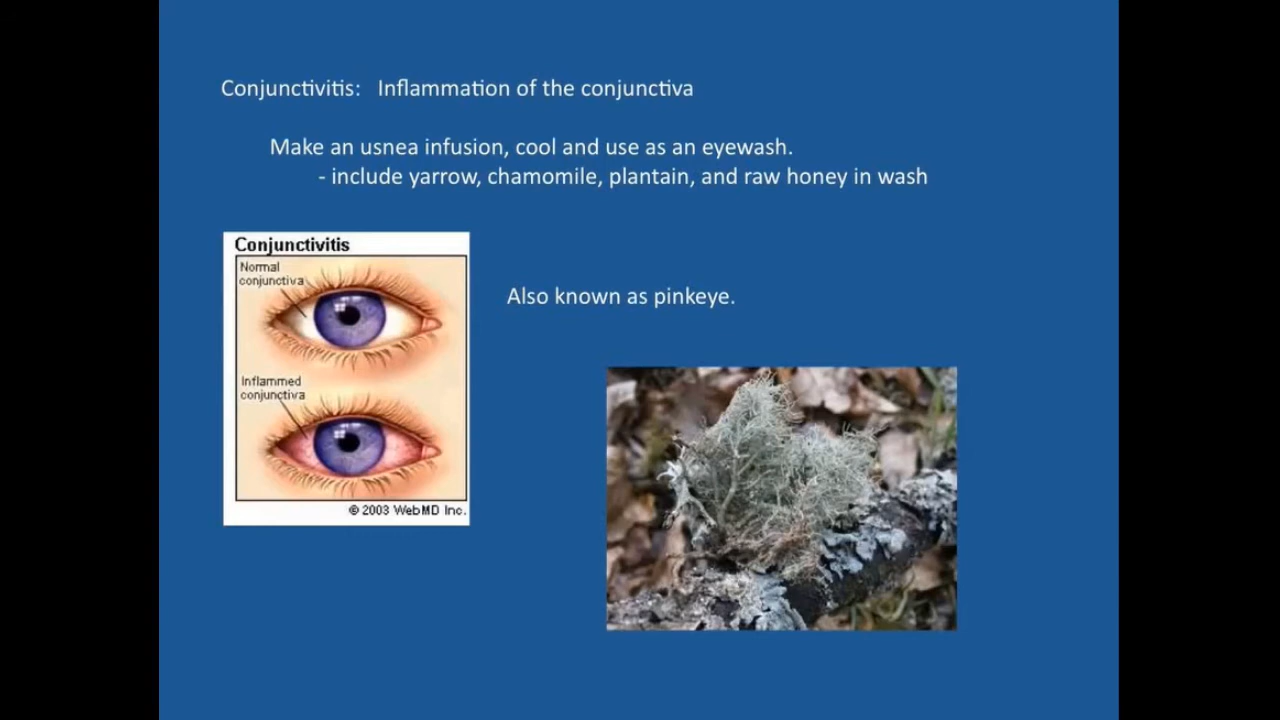 Conjunctivitis: Inflammation of the conjunctiva
Make an usnea infusion, cool and use as an eyewash.
- include yarrow, chamomile, plantain, and raw honey in wash
Conjunctivitis
Normal
conjunctiva
Also known as pinkeye.
Inflammed
conjunctiva
© 2003 WebMD Inc.